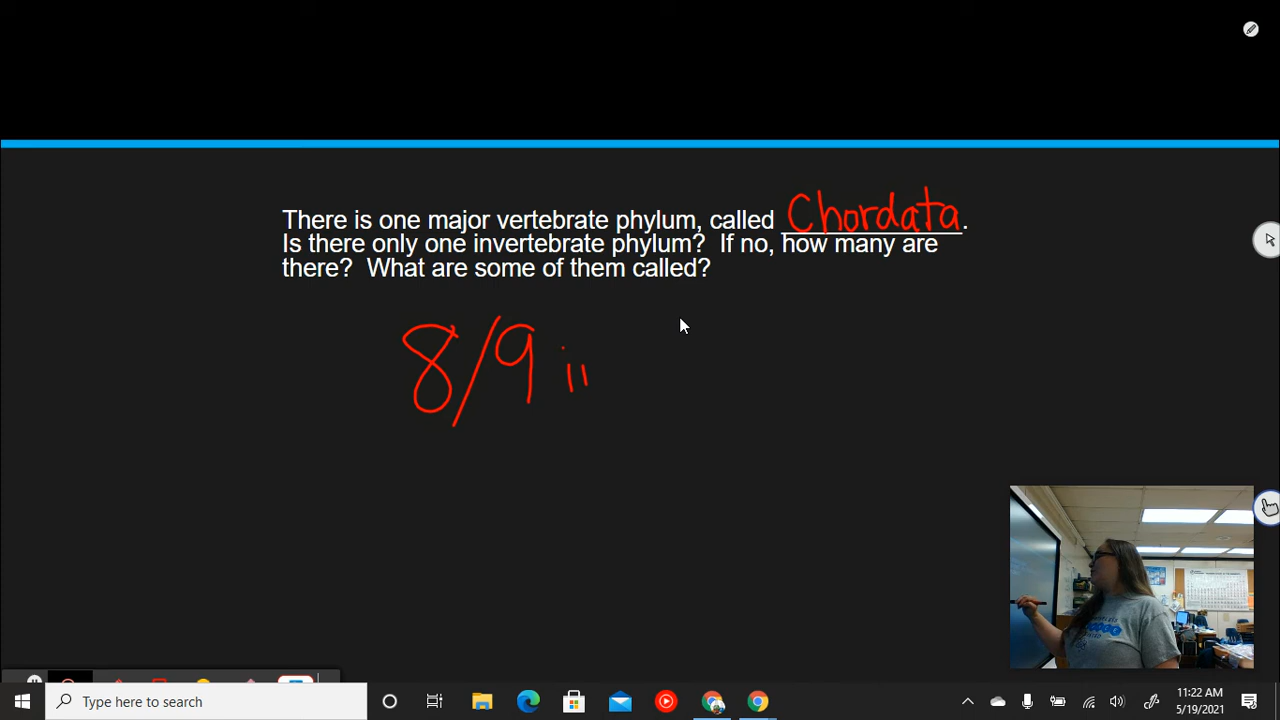 There is one major vertebrate phylum, called Chordata.
Is there only one invertebrate phylum? If no, how many are
there? What are some of them called?
8/9 ii
Type here to search
11:22 AM
5/19/2021